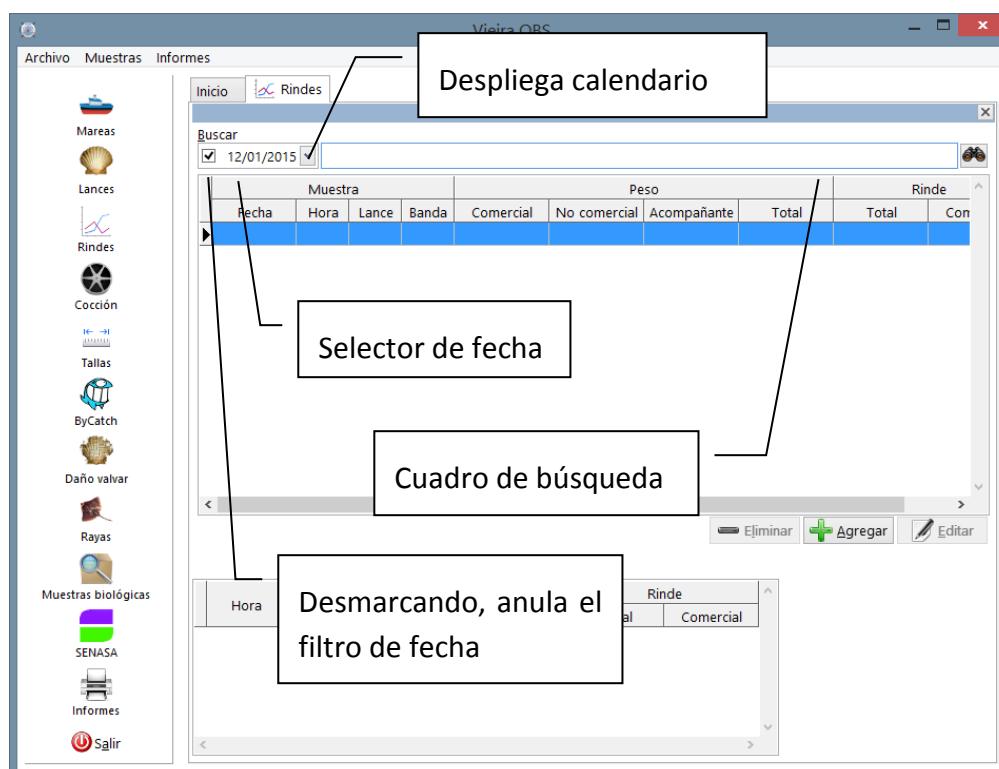 Vieira OBS
Archivo Muestras Informes
Despliega calendario
Inicio Rindes
Buscar
12/01/2015
Muestra Peso Rinde
Fecha Hora Lance Banda Comercial No comercial Acompañante Total Total Com
Mareas
Lances
Rindes
Cocción
Tallas
ByCatch
Daño valvar
Rayas
Muestras biológicas
SENASA
Informes
Salir
Selector de fecha
Cuadro de búsqueda
Eliminar Agregar Editar
Desmarcando, anula el
filtro de fecha
Rinde
Hora al Comercial